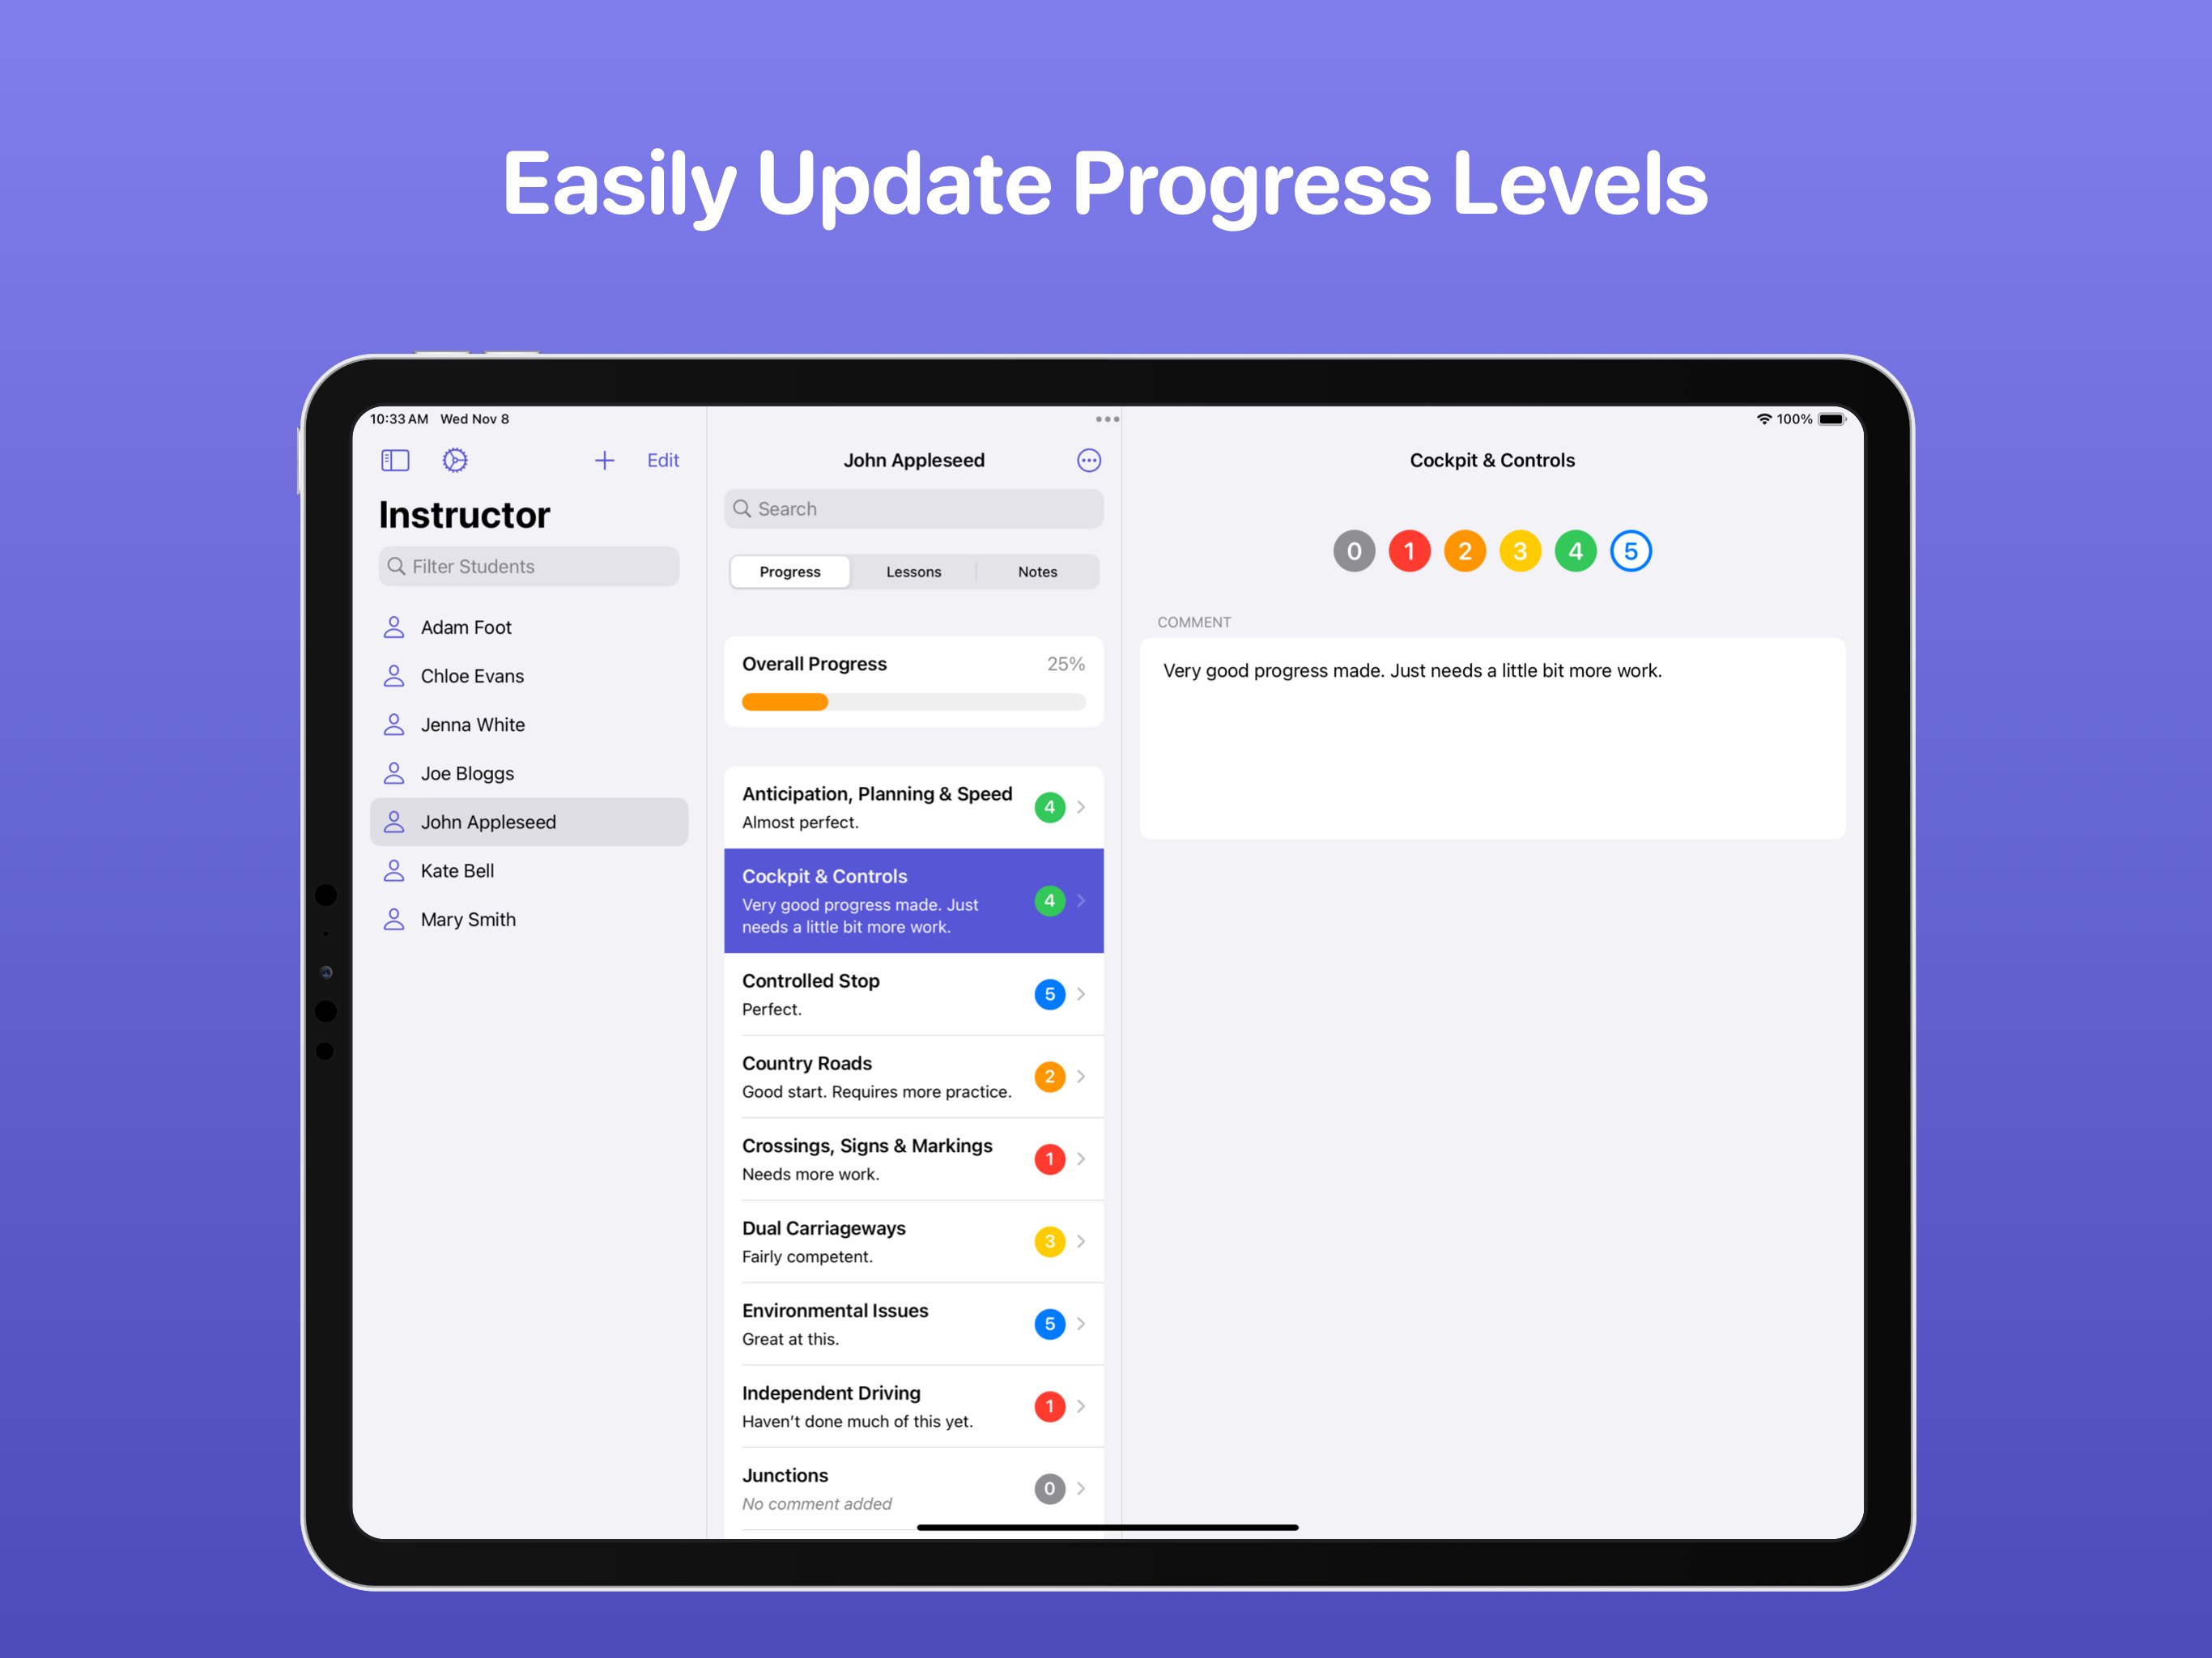 Easily Update Progress Levels
10:33 AM Wed Nov 8
100%
Edit
Instructor
Filter Students
Adam Foot
Chloe Evans
Jenna White
Joe Bloggs
John Appleseed
Kate Bell
Mary Smith
John Appleseed
Search
Progress Lessons Notes
Overall Progress 25%
Anticipation, Planning & Speed
Almost perfect.
4
Cockpit & Controls
Very good progress made. Just
needs a little bit more work.
4
Controlled Stop
Perfect.
5
Country Roads
Good start. Requires more practice.
2
Crossings, Signs & Markings
Needs more work.
1
Dual Carriageways
Fairly competent.
3
Environmental Issues
Great at this.
5
Independent Driving
Haven’t done much of this yet.
1
Junctions
No comment added
0
Cockpit & Controls
0 1 2 3 4 5
COMMENT
Very good progress made. Just needs a little bit more work.